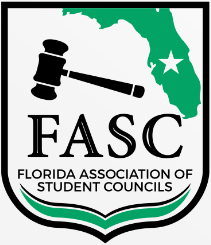 FASC
FLORIDA ASSOCIATION OF
STUDENT COUNCILS